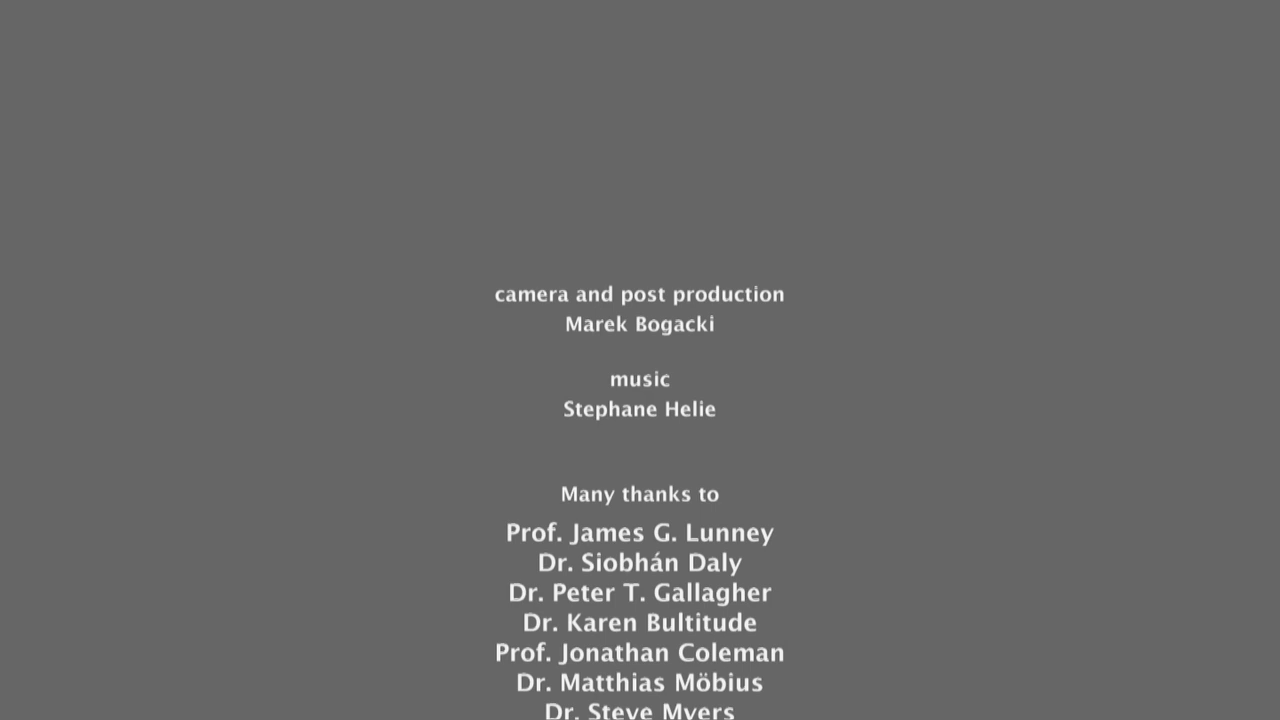 camera and post production
Marek Bogacki
music
Stephane Helie
Many thanks to
Prof. James G. Lunney
Dr. Siobhán Daly
Dr. Peter T. Gallagher
Dr. Karen Bultitude
Prof. Jonathan Coleman
Dr. Matthias Möbius
Dr. Steve Myers